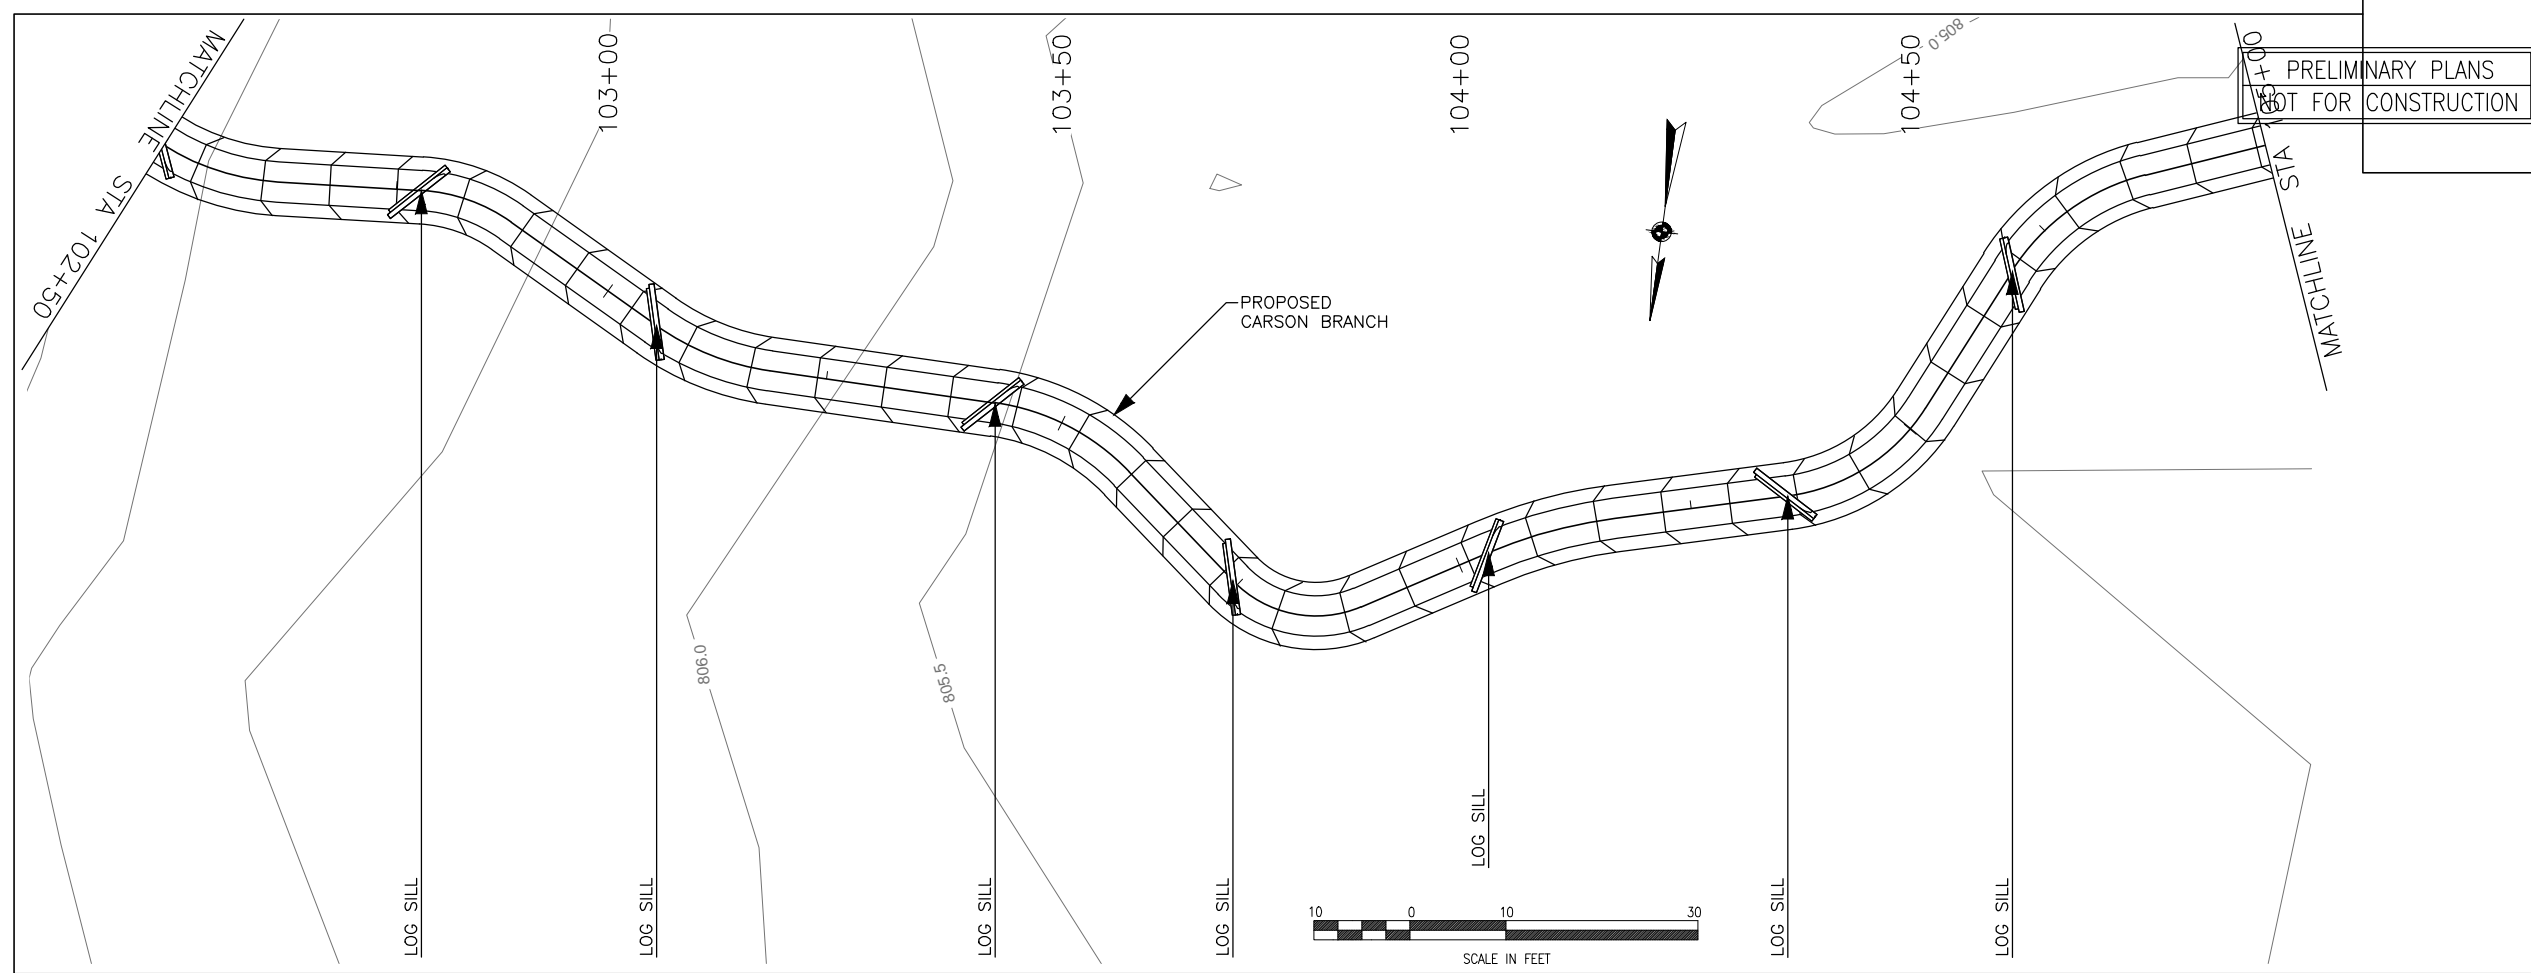 103+00
103+50
104+00
104+50
805.0
PRELIMINARY PLANS
NOT FOR CONSTRUCTION
MATCHLINE STA 102+50
MATCHLINE STA 105+00
PROPOSED
CARSON BRANCH
806.0
805.5
LOG SILL
LOG SILL
LOG SILL
LOG SILL
LOG SILL
LOG SILL
LOG SILL
10 0 10 30
SCALE IN FEET